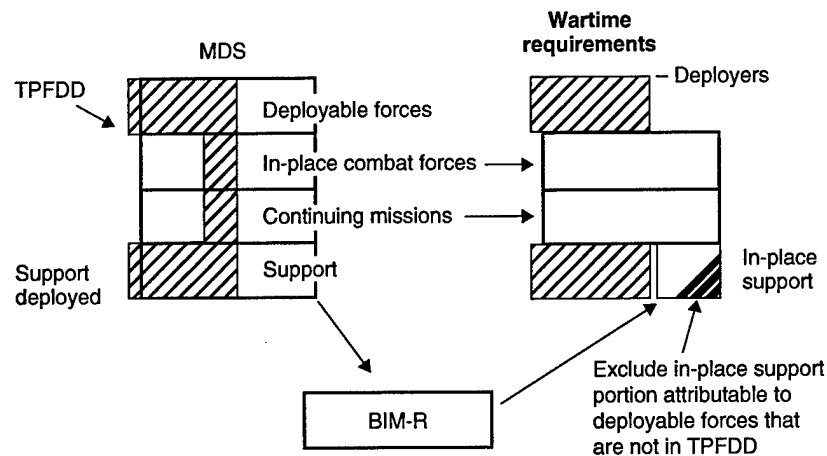 MDS
Wartime
requirements
TPFDD
Deployable forces
Deployers
In-place combat forces
Continuing missions
Support
deployed
Support
In-place
support
BIM-R
Exclude in-place support
portion attributable to
deployable forces that
are not in TPFDD